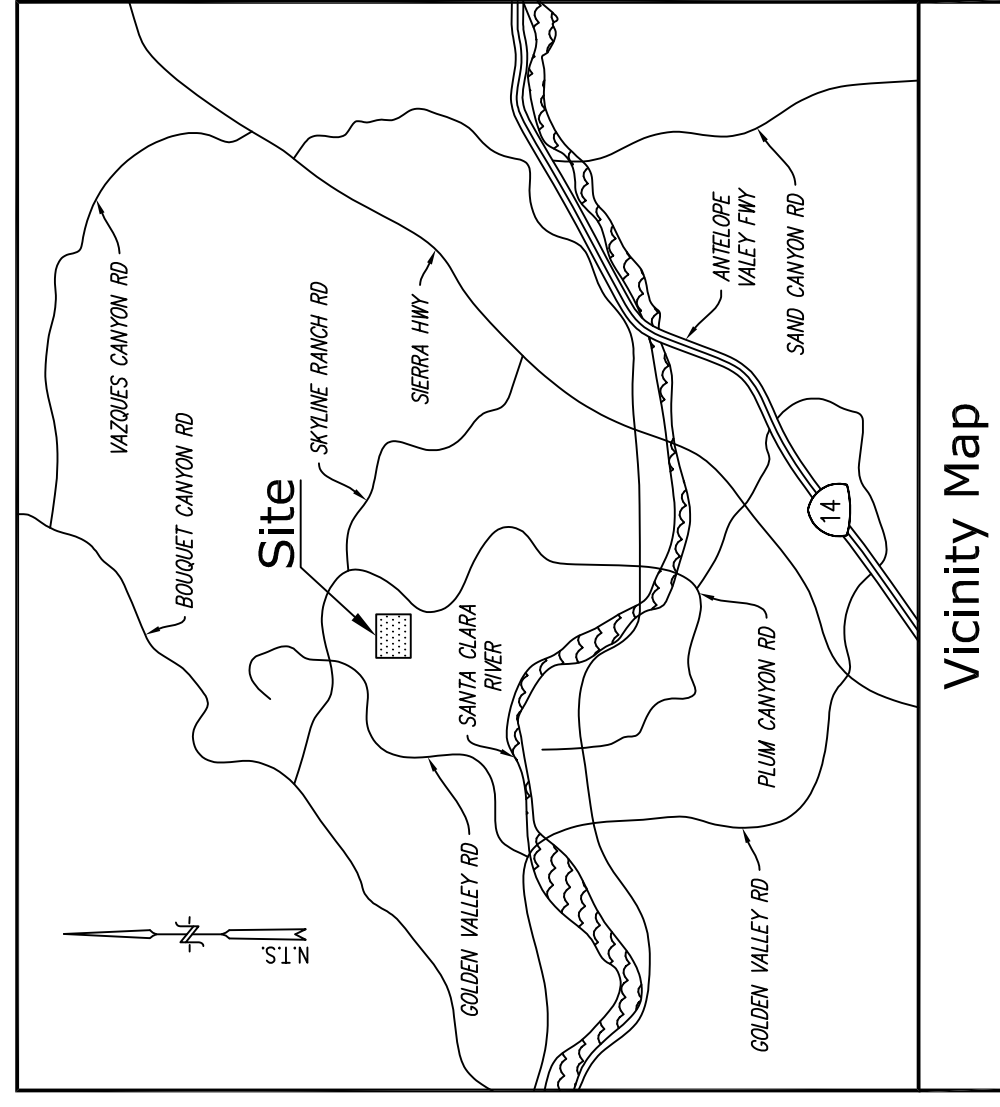 VAZQUES CANYON RD
BOUQUET CANYON RD
Site
SKYLINE RANCH RD
SIERRA HWY
SANTA CLARA
RIVER
GOLDEN VALLEY RD
N.T.S.
N
ANTELOPE
VALEY FWY
SAND CANYON RD
14
PLUM CANYON RD
GOLDEN VALLEY RD
Vicinity Map